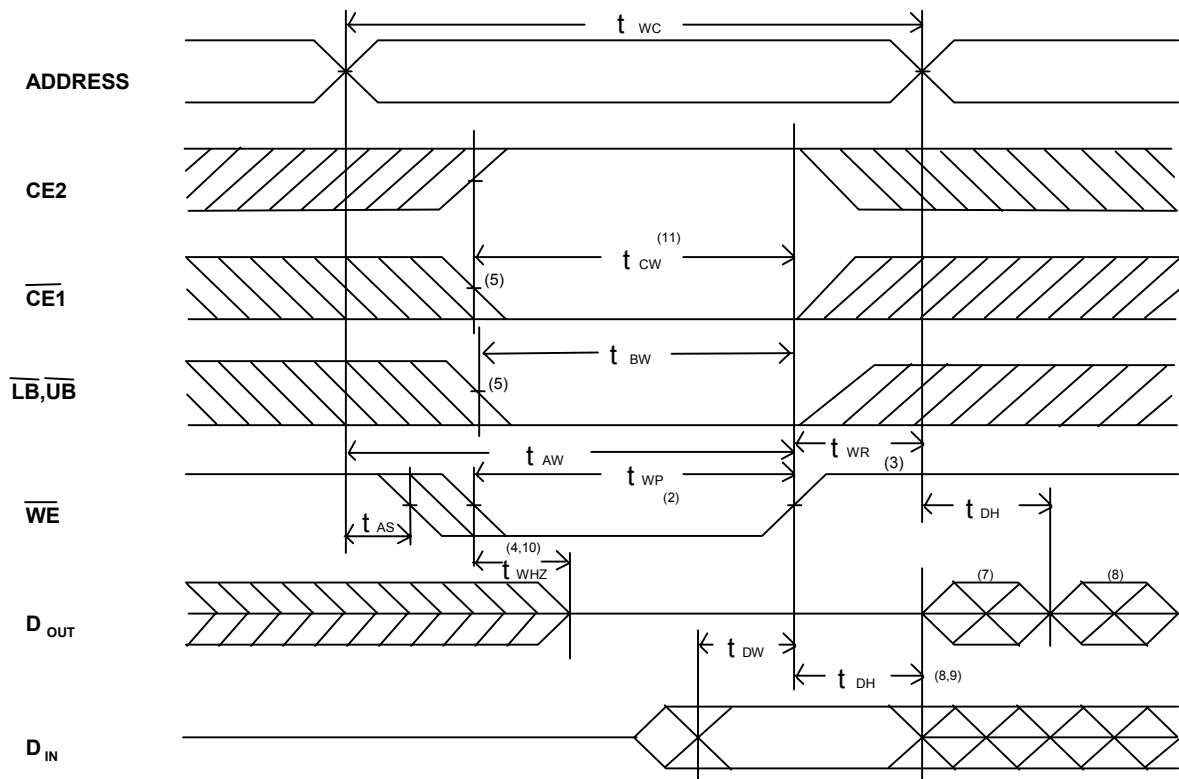 t WC
ADDRESS
CE2
(11)
t CW
CE1
(5)
t BW
LB,UB
(5)
t AW
t WR
t WP
(3)
(2)
WE
t AS
t DH
(4,10)
t WHZ
(7)
(8)
D OUT
t DW
t DH
(8,9)
D IN